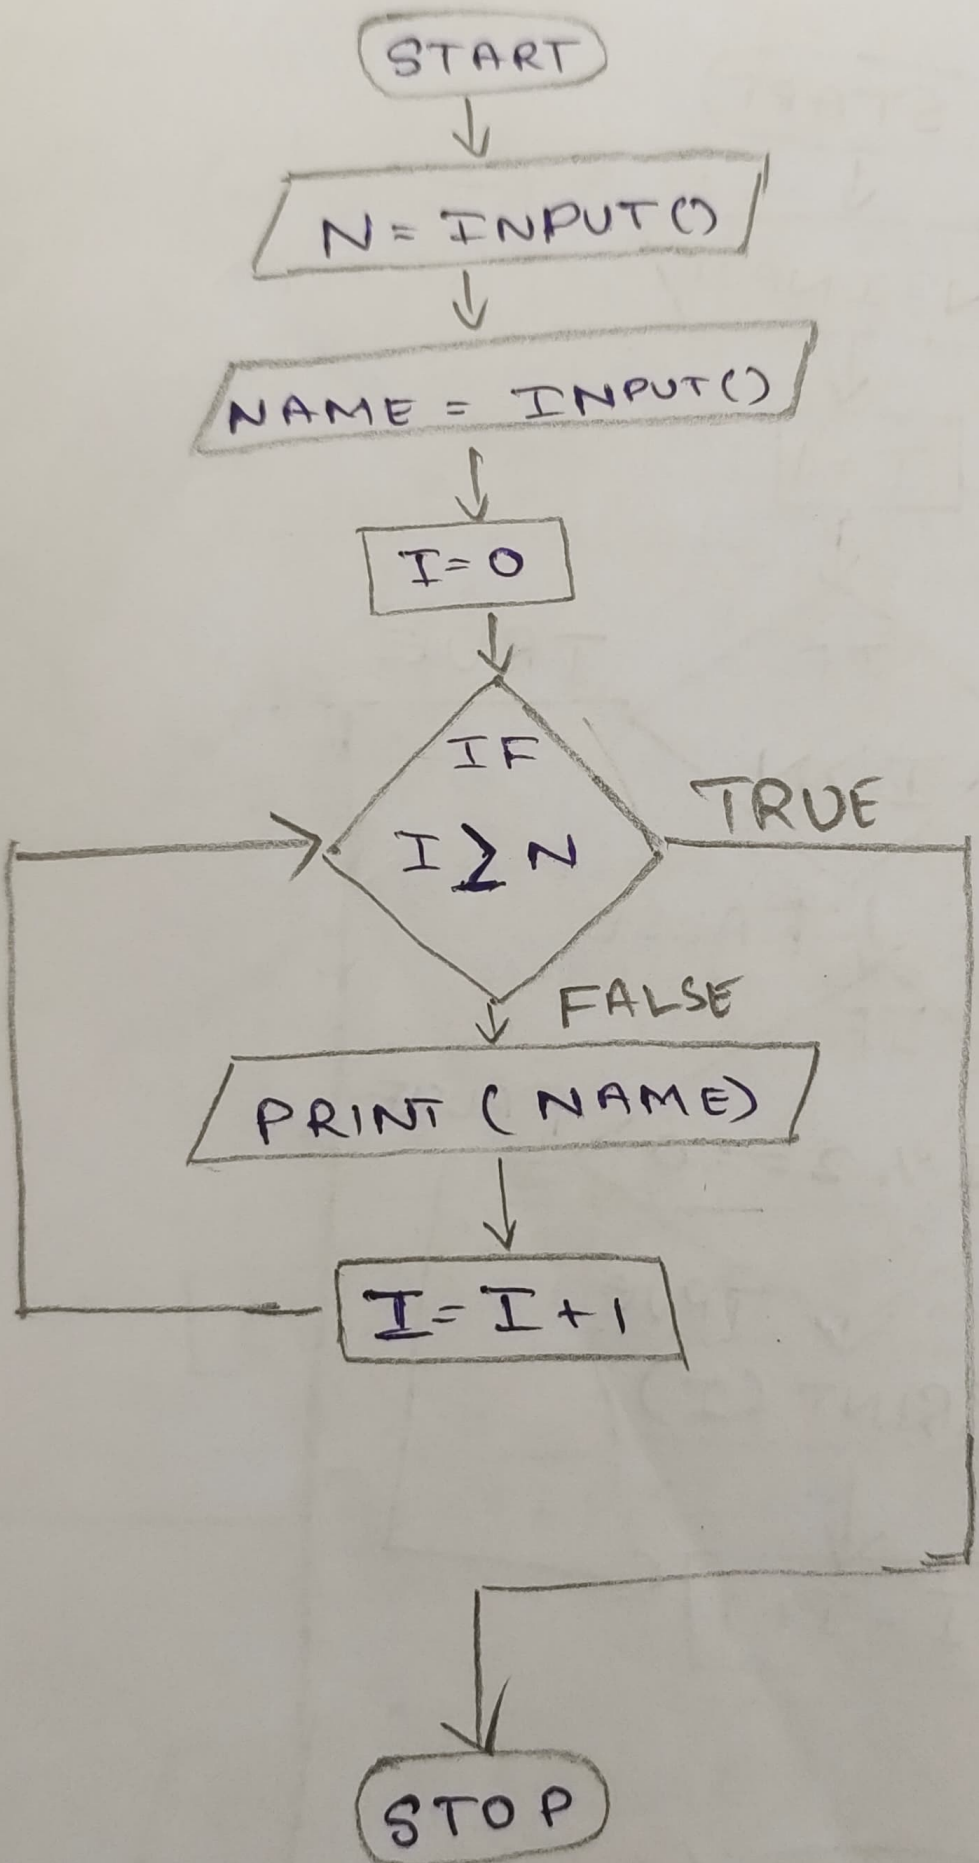 START
N = INPUT()
NAME = INPUT()
I = 0
IF
I ≥ N
TRUE
FALSE
PRINT (NAME)
I = I + 1
STOP